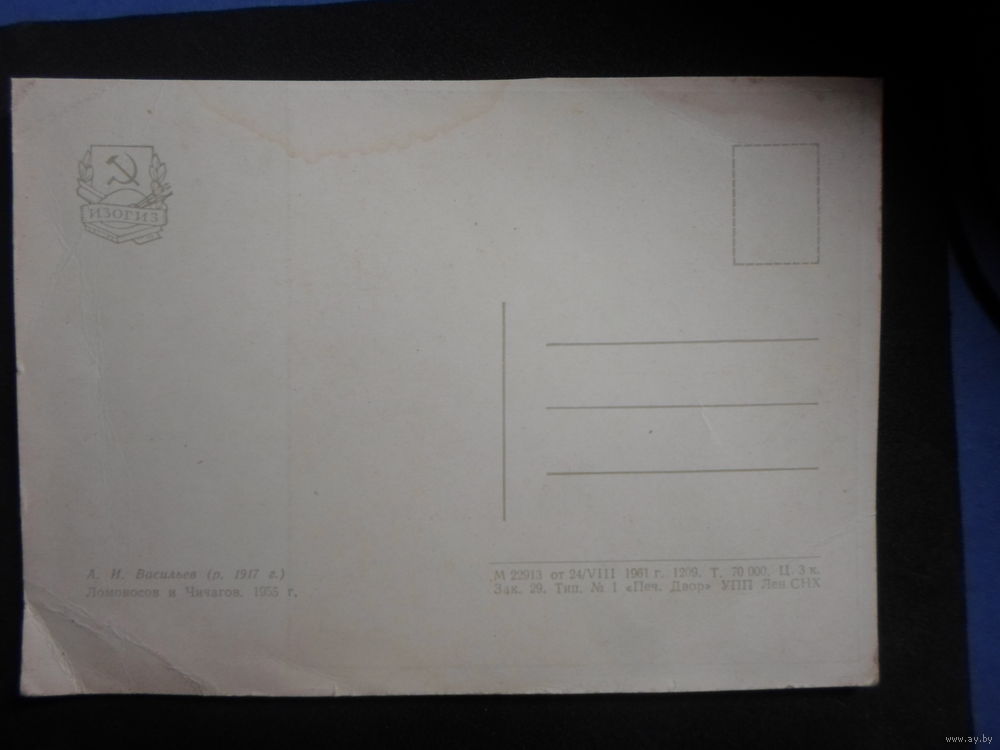 ИЗОГИЗ
А. И. Васильев (р. 1917 г.)
Ломоносов и Чичагов. 1955 г.
М 22913 от 24/VIII 1961 г. 1209. Т. 70 000. Ц. 3 к.
Зак. 29. Тип. № 1 «Печ. Двор» УПП Лен СНХ
www.ay.by